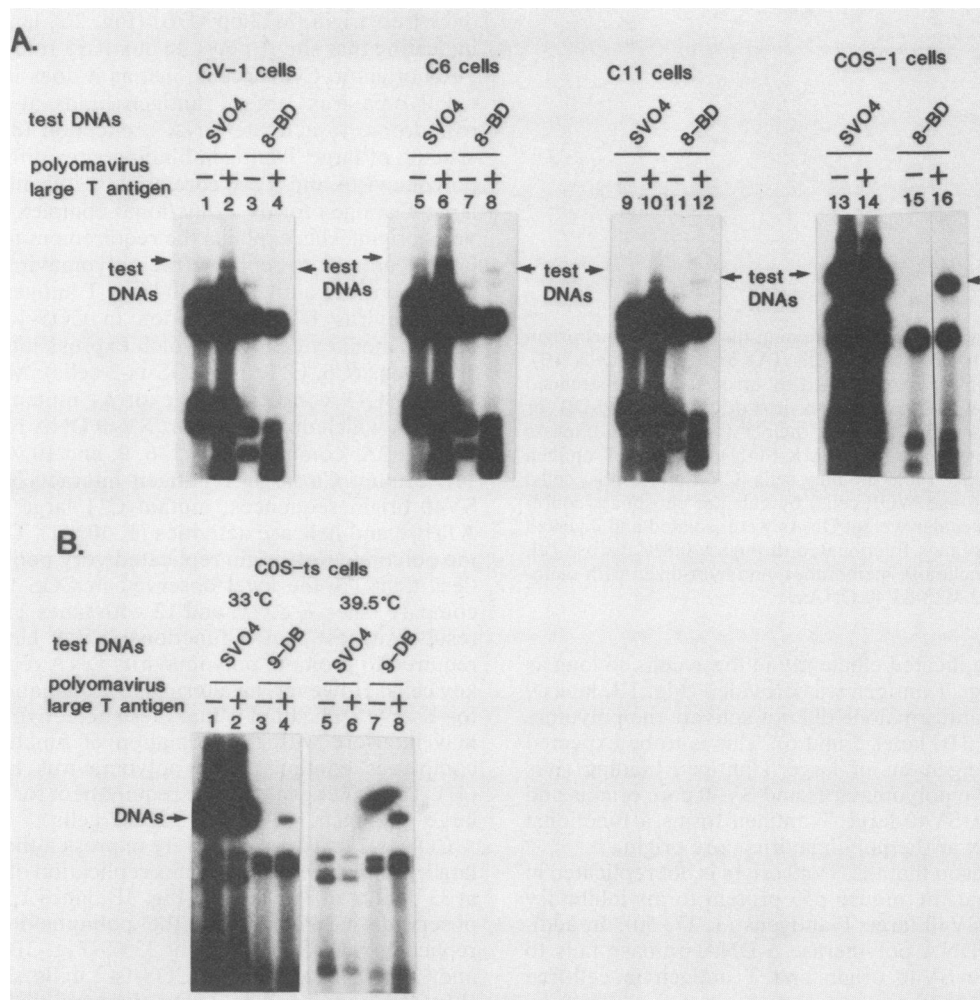 A.
CV-1 cells
C6 cells
C11 cells
COS-1 cells
test DNAs
SVO4
8-BD
SVO4
8-BD
SVO4
8-BD
SVO4
8-BD
polyomavirus
large T antigen
− + − +
− + − +
− + − +
− + − +
1 2 3 4
5 6 7 8
9 10 11 12
13 14 15 16
test
DNAs
test
DNAs
test
DNAs
test
DNAs
B.
COS-ts cells
33°C
39.5°C
test DNAs
SVO4
9-DB
SVO4
9-DB
polyomavirus
large T antigen
− + − +
− + − +
1 2 3 4
5 6 7 8
DNAs